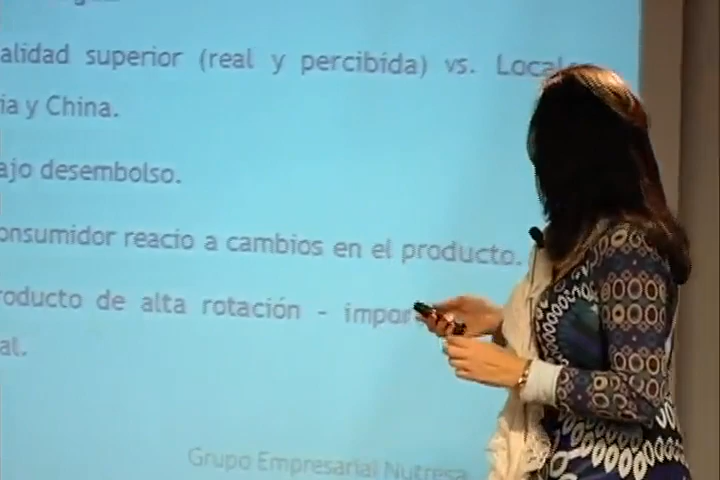 alidad superior (real y percibida) vs. Locales
ia y China.
ajo desembolso.
onsumidor reacio a cambios en el producto.
roducto de alta rotación - impor
al.
Grupo Empresarial Nutresa